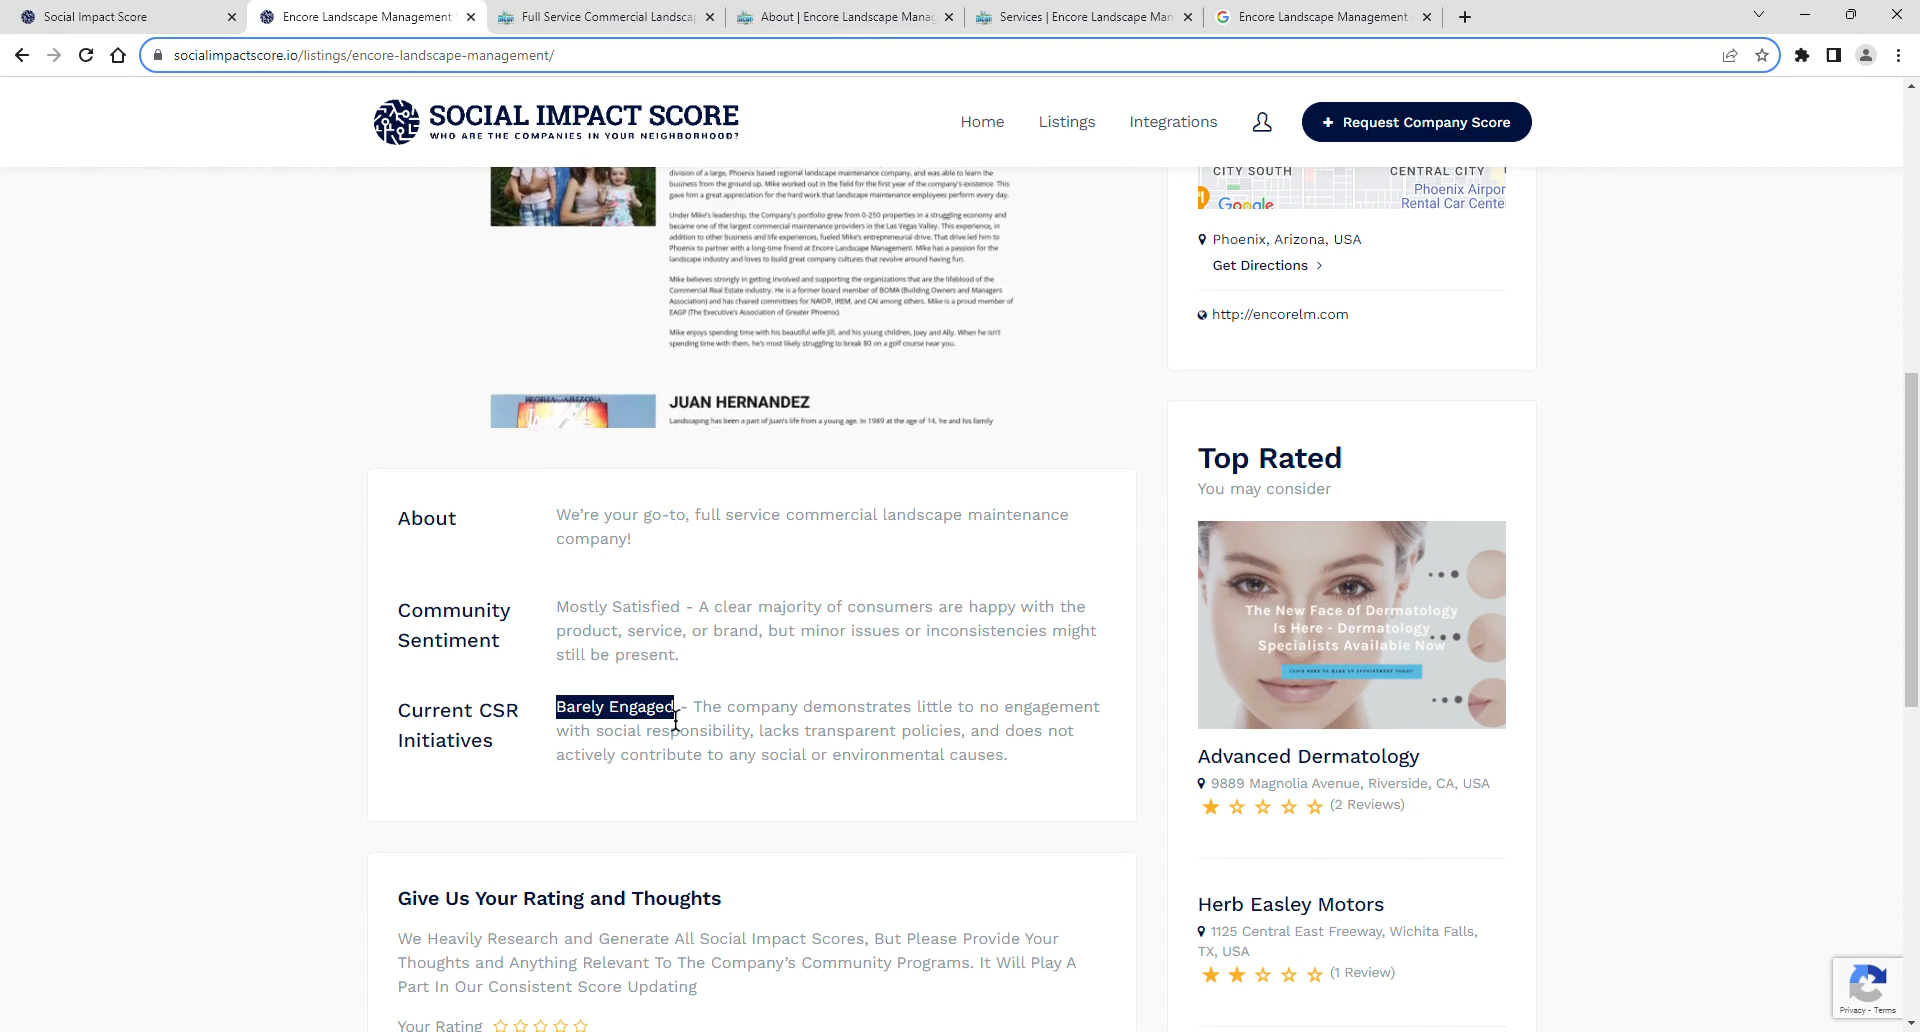 Social Impact Score
Encore Landscape Management
Full Service Commercial Landsca
About | Encore Landscape Manag
Services | Encore Landscape Man
Encore Landscape Management
socialimpactscore.io/listings/encore-landscape-management/
SOCIAL IMPACT SCORE
WHO ARE THE COMPANIES IN YOUR NEIGHBORHOOD?
Home
Listings
Integrations
+ Request Company Score
division of a large, Phoenix based regional landscape maintenance company, and was able to learn the
business from the ground up. Mike worked out in the field for the first year of the company's existence. This
gave him a great appreciation for the hard work that landscape maintenance employees perform every day.
Under Mike's leadership, the Company's portfolio grew from 0-250 properties in a struggling economy and
became one of the largest commercial maintenance providers in the Las Vegas Valley. This experience, in
addition to other business and life experiences, fueled Mike's entrepreneurial drive. That drive led him to
Phoenix to partner with a long-time friend at Encore Landscape Management. Mike has a passion for the
landscape industry and loves to build great company cultures that revolve around having fun.
Mike believes strongly in getting involved and supporting the organizations that are the lifeblood of the
Commercial Real Estate industry. He is a former board member of BOMA (Building Owners and Managers
Association) and has chaired committees for NAIOP, IREM, and CAI among others. Mike is a proud member of
EAGP (The Executive's Association of Greater Phoenix).
Mike enjoys spending time with his beautiful wife Jill, and his young children, Joey and Ally. When he isn't
spending time with them, he's most likely struggling to break 80 on a golf course near you.
PEORIA ARIZONA
JUAN HERNANDEZ
Landscaping has been a part of Juan's life from a young age. In 1989 at the age of 14, he and his family
About
We're your go-to, full service commercial landscape maintenance
company!
Community
Sentiment
Mostly Satisfied - A clear majority of consumers are happy with the
product, service, or brand, but minor issues or inconsistencies might
still be present.
Current CSR
Initiatives
Barely Engaged - The company demonstrates little to no engagement
with social responsibility, lacks transparent policies, and does not
actively contribute to any social or environmental causes.
Give Us Your Rating and Thoughts
We Heavily Research and Generate All Social Impact Scores, But Please Provide Your
Thoughts and Anything Relevant To The Company's Community Programs. It Will Play A
Part In Our Consistent Score Updating
Your Rating
CITY SOUTH
CENTRAL CITY
Phoenix Airpor
Rental Car Cente
Google
Phoenix, Arizona, USA
Get Directions >
http://encorelm.com
Top Rated
You may consider
The New Face of Dermatology
Is Here - Dermatology
Specialists Available Now
CLICK HERE TO MAKE AN APPOINTMENT TODAY!
Advanced Dermatology
9889 Magnolia Avenue, Riverside, CA, USA
(2 Reviews)
Herb Easley Motors
1125 Central East Freeway, Wichita Falls,
TX, USA
(1 Review)
Privacy - Terms